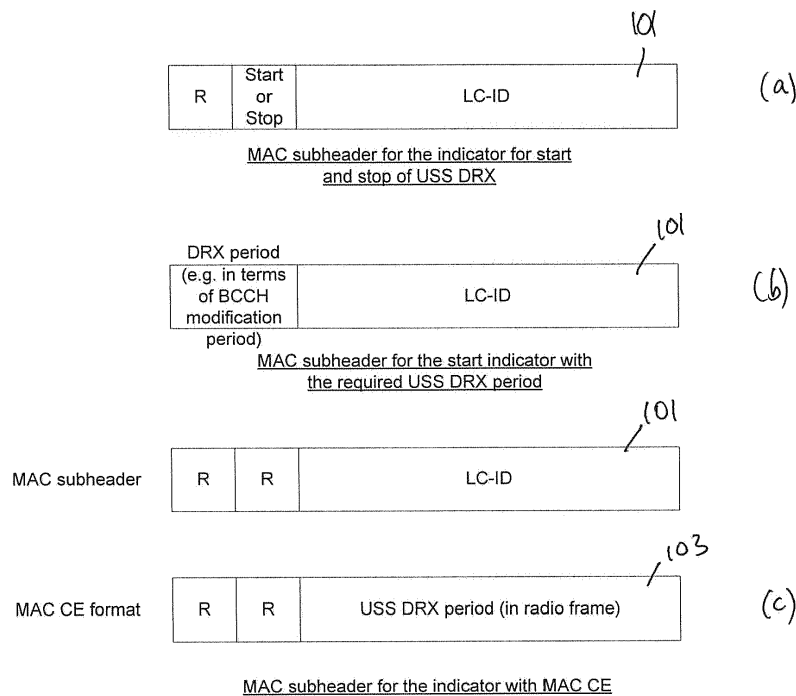 101
R
Start
or
Stop
LC-ID
(a)
MAC subheader for the indicator for start
and stop of USS DRX
101
DRX period
(e.g. in terms
of BCCH
modification
period)
LC-ID
(b)
MAC subheader for the start indicator with
the required USS DRX period
101
MAC subheader R R LC-ID
103
MAC CE format R R USS DRX period (in radio frame) (c)
MAC subheader for the indicator with MAC CE